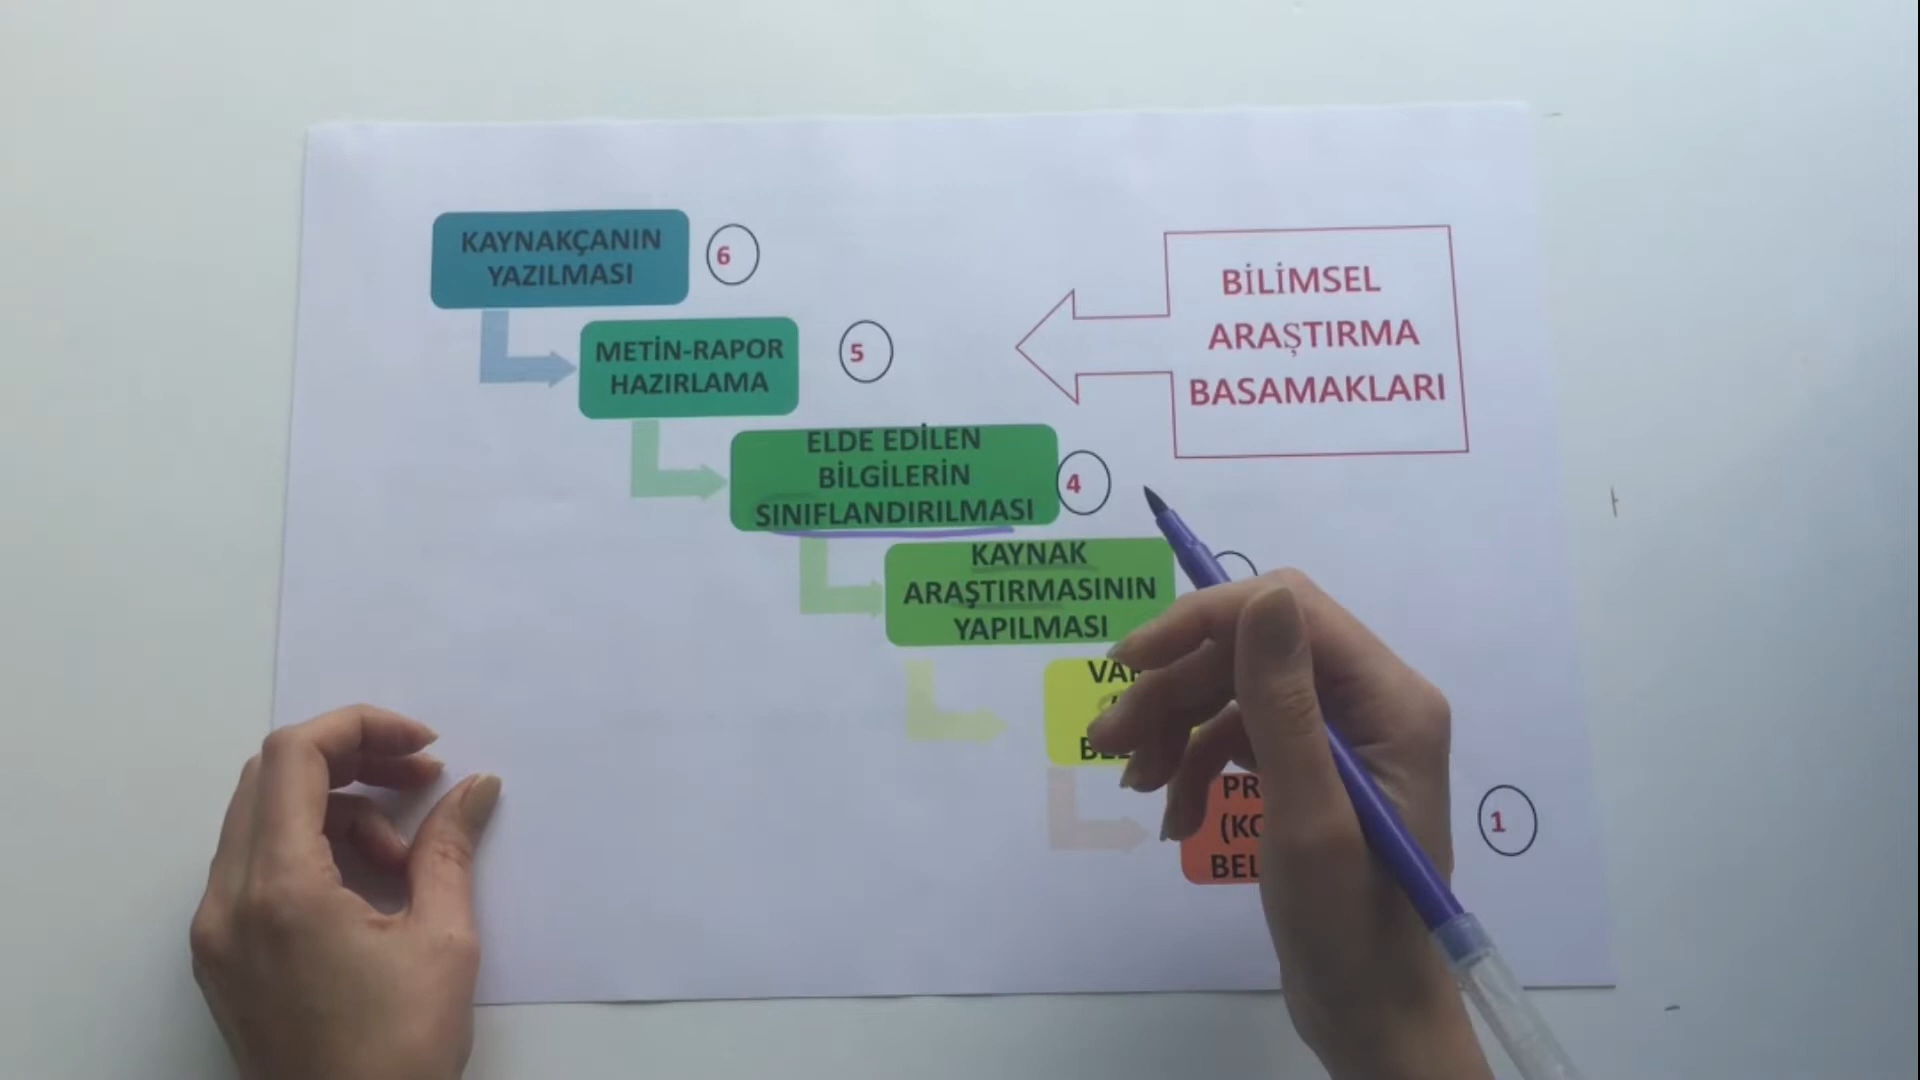 KAYNAKÇANIN
YAZILMASI
6
METİN-RAPOR
HAZIRLAMA
5
BİLİMSEL
ARAŞTIRMA
BASAMAKLARI
ELDE EDİLEN
BİLGİLERİN
SINIFLANDIRILMASI
4
KAYNAK
ARAŞTIRMASININ
YAPILMASI
1